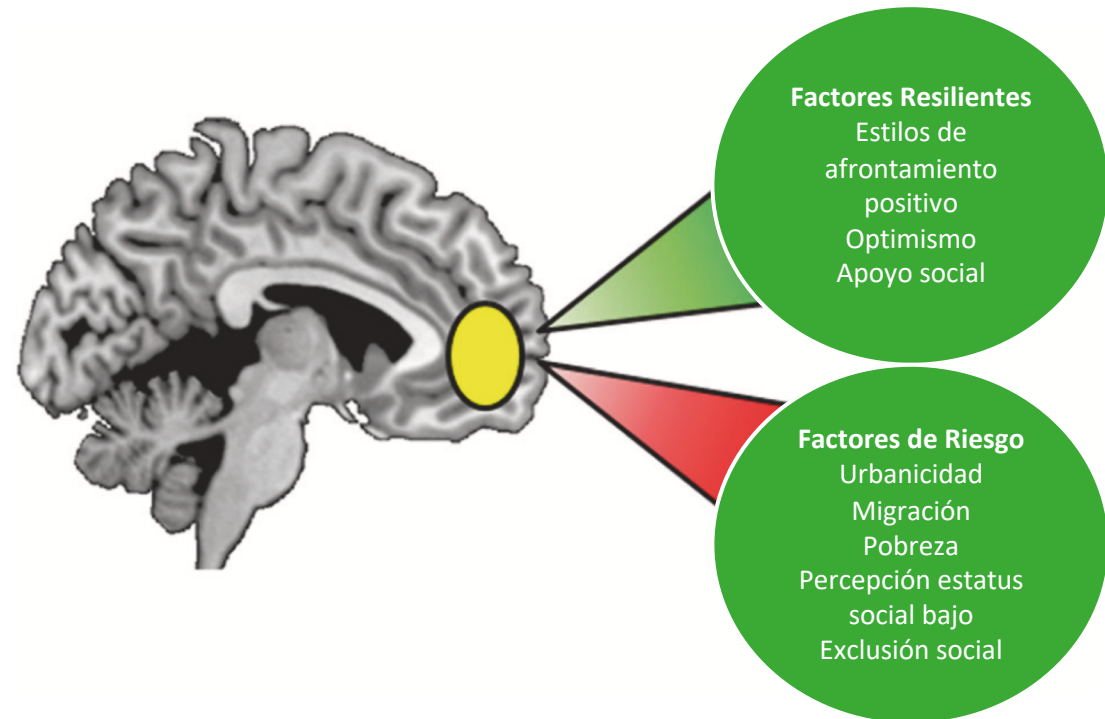 Factores Resilientes
Estilos de
afrontamiento
positivo
Optimismo
Apoyo social
Factores de Riesgo
Urbanicidad
Migración
Pobreza
Percepción estatus
social bajo
Exclusión social